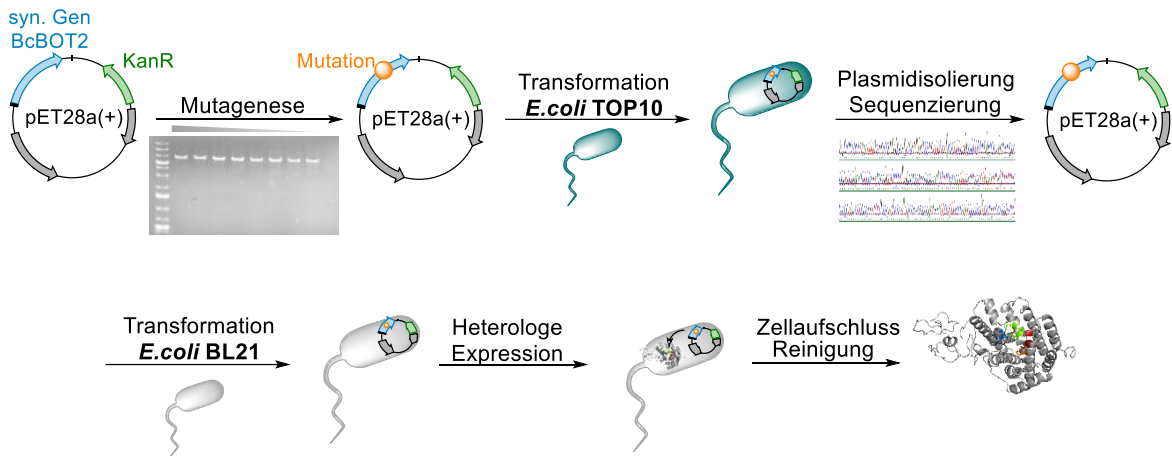 syn. Gen
BcBOT2
KanR
pET28a(+)
Mutagenese
Mutation
pET28a(+)
Transformation
E.coli TOP10
Plasmidisolierung
Sequenzierung
pET28a(+)
Transformation
E.coli BL21
Heterologe
Expression
Zellaufschluss
Reinigung